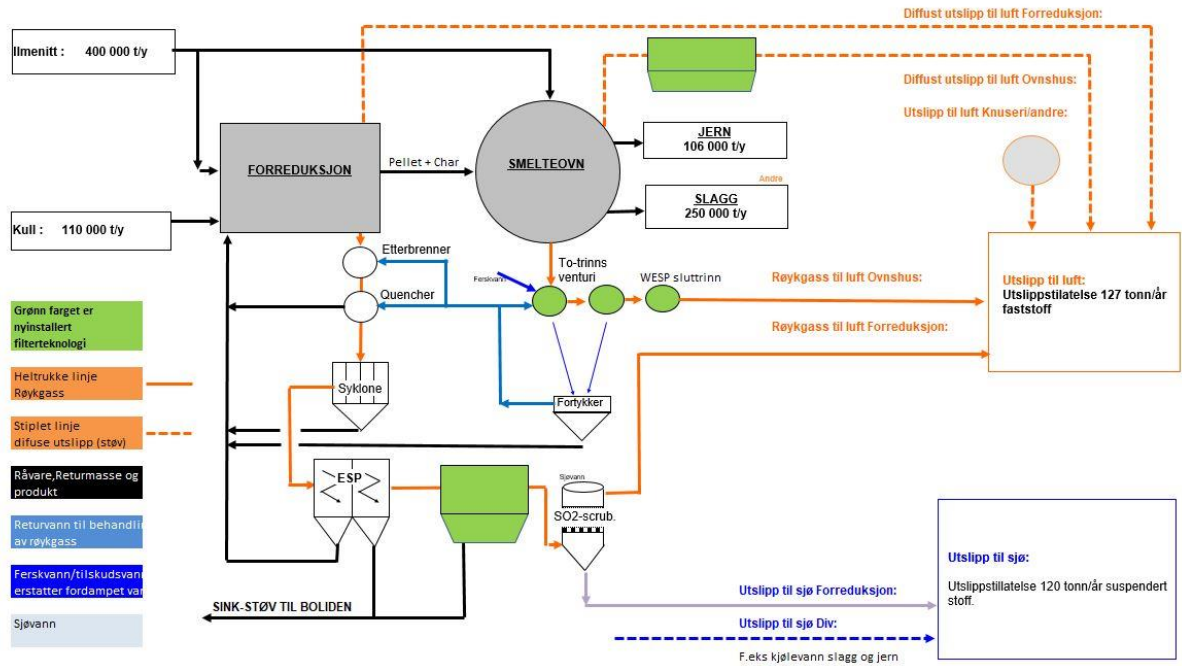 Diffust utslipp til luft Forreduksjon:
Ilmenitt : 400 000 t/y
Diffust utslipp til luft Ovnshus:
Utslipp til luft Knuseri/andre:
JERN
106 000 t/y
FORREDUKSJON
Pellet + Char
SMELTEOVN
Andre
SLAGG
250 000 t/y
Kull : 110 000 t/y
Etterbrenner
To-trinns
venturi
Ferskvann
WESP sluttrinn
Røykgass til luft Ovnshus:
Utslipp til luft:
Utslippstilatelse 127 tonn/år
faststoff
Quencher
Grønn farget er
nyinstallert
filterteknologi
Røykgass til luft Forreduksjon:
Heltrukke linje
Røykgass
Syklone
Fortykker
Stiplet linje
difuse utslipp (støv)
Råvare,Returmasse og
produkt
ESP
Sjøvann
SO2-scrub.
Returvann til behandlin
av røykgass
Utslipp til sjø:
Utslippstillatelse 120 tonn/år suspendert
stoff.
Ferskvann/tilskudsvann
erstatter fordampet van
Utslipp til sjø Forreduksjon:
SINK-STØV TIL BOLIDEN
Utslipp til sjø Div:
Sjøvann
F.eks kjølevann slagg og jern